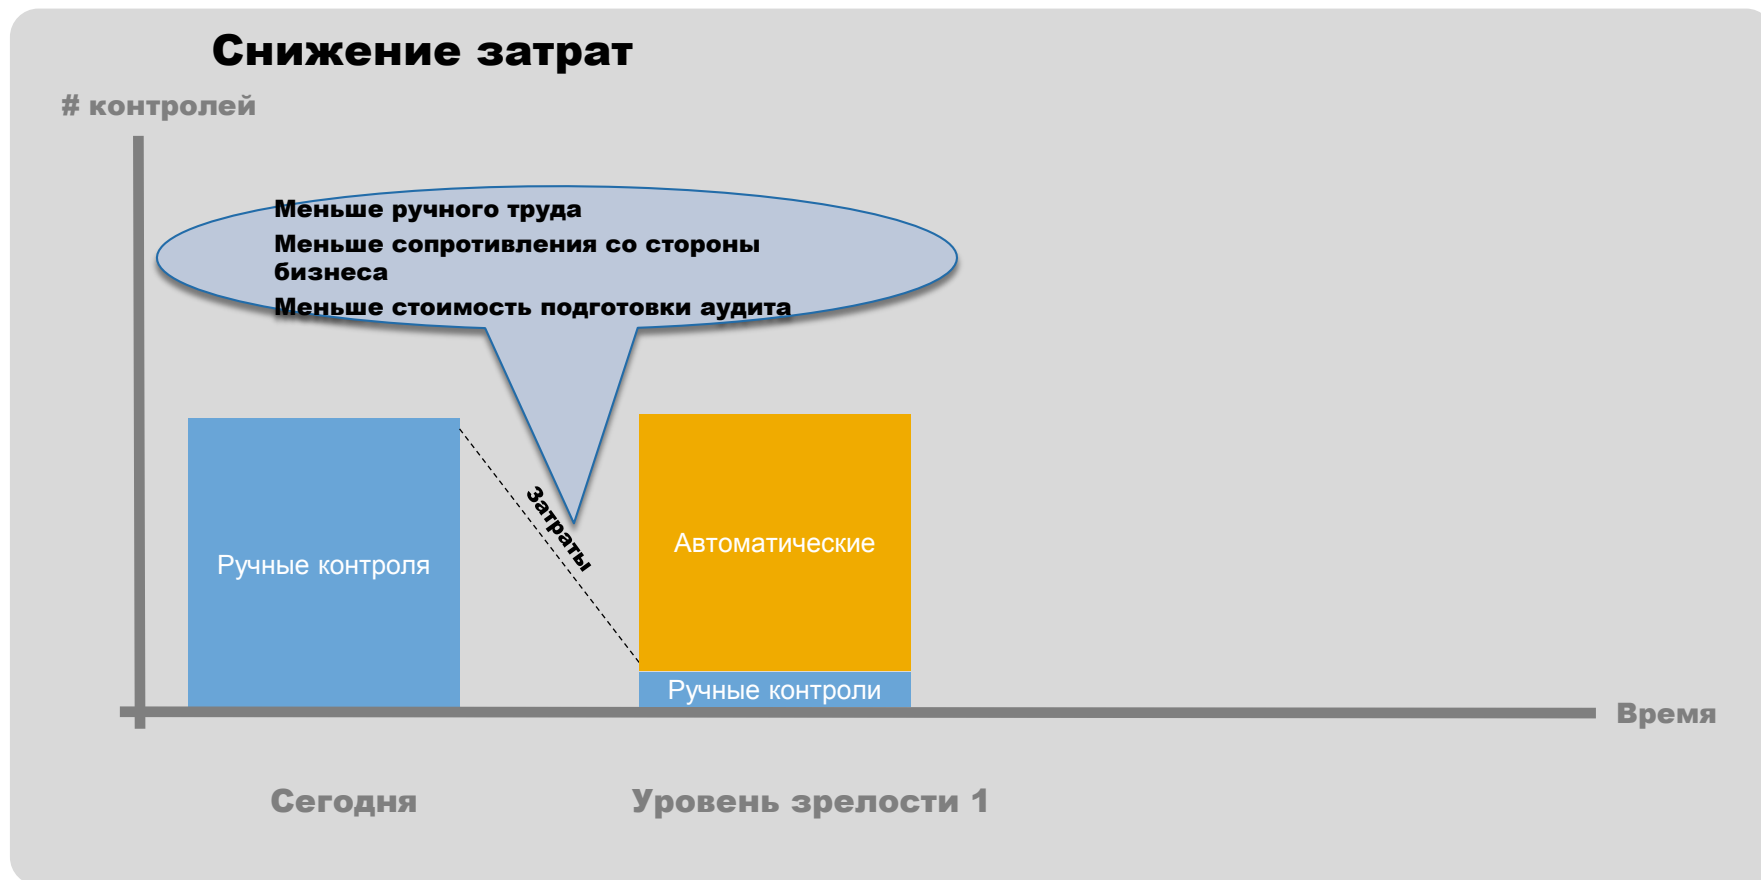 Снижение затрат
# контролей
Меньше ручного труда
Меньше сопротивления со стороны
бизнеса
Меньше стоимость подготовки аудита
Затраты
Ручные контроля
Автоматические
Ручные контроли
Время
Сегодня
Уровень зрелости 1